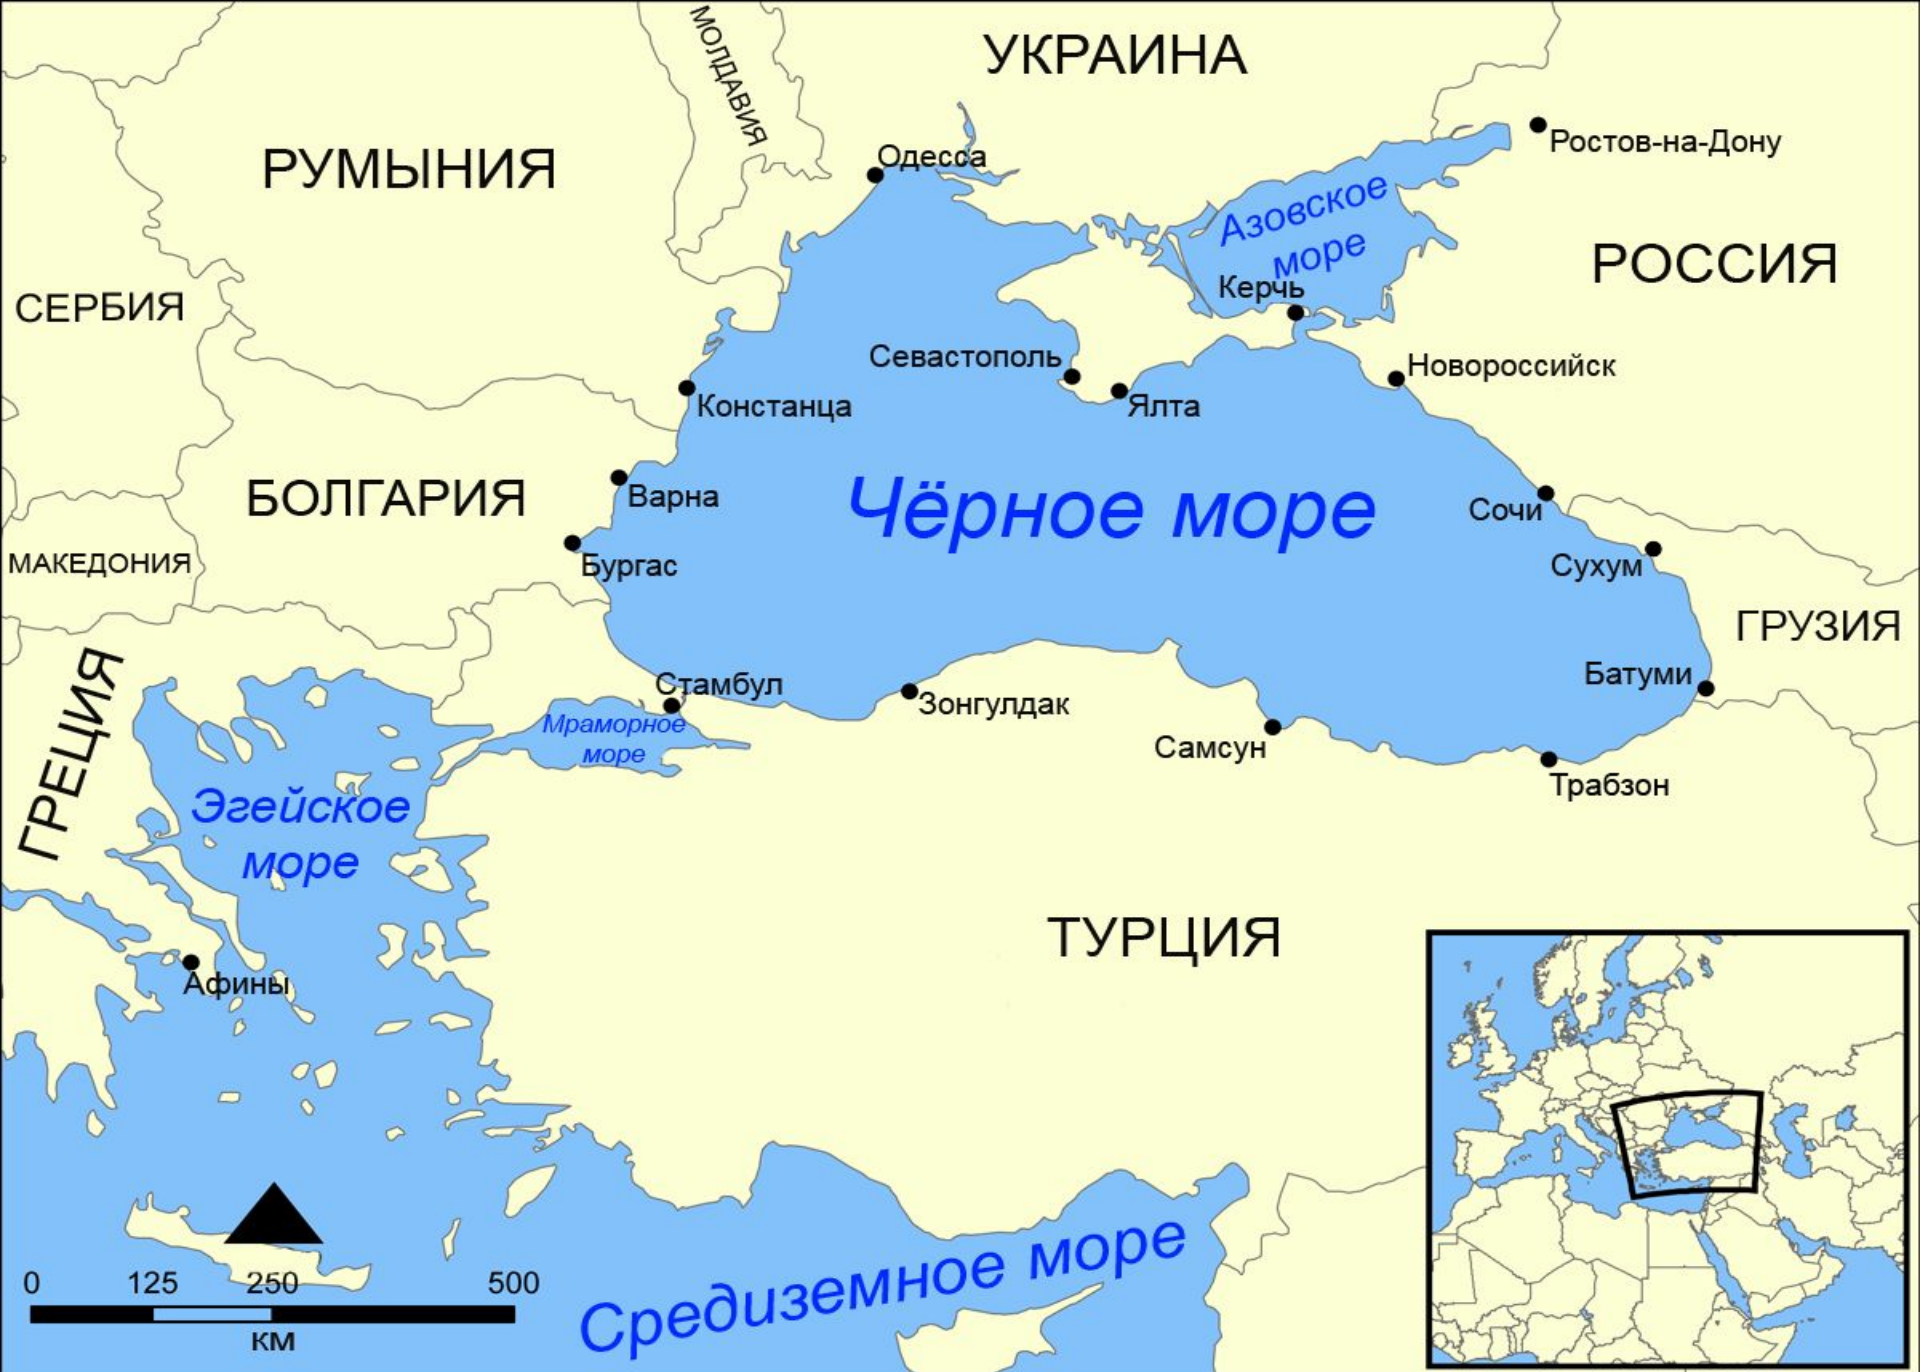 МОЛДАВИЯ
УКРАИНА
Ростов-на-Дону
РУМЫНИЯ
Одесса
Азовское
море
РОССИЯ
Керчь
СЕРБИЯ
Севастополь
Новороссийск
Констанца
Ялта
БОЛГАРИЯ
Варна
Чёрное море
Сочи
МАКЕДОНИЯ
Бургас
Сухум
ГРУЗИЯ
ГРЕЦИЯ
Стамбул
Батуми
Зонгулдак
Мраморное
море
Самсун
Трабзон
Эгейское
море
ТУРЦИЯ
Афины
Средиземное море
0 125 250 500
км